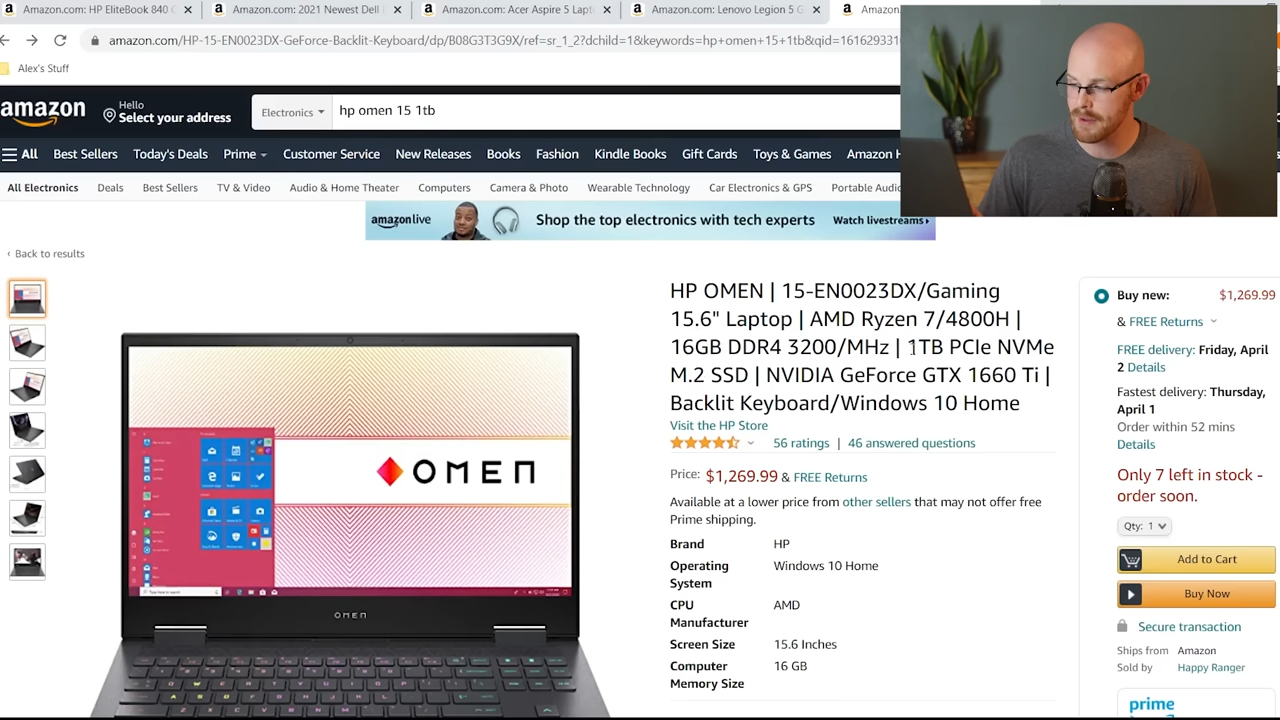 Amazon.com: HP EliteBook 840 G
Amazon.com: 2021 Newest Dell
Amazon.com: Acer Aspire 5 Lapt
Amazon.com: Lenovo Legion 5 G
Amazon.
amazon.com/HP-15-EN0023DX-GeForce-Backlit-Keyboard/dp/B08G3T3G9X/ref=sr_1_2?dchild=1&keywords=hp+omen+15+1tb&qid=161629331
Alex's Stuff
amazon
Hello
Select your address
Electronics
hp omen 15 1tb
All Best Sellers Today's Deals Prime Customer Service New Releases Books Fashion Kindle Books Gift Cards Toys & Games Amazon H
All Electronics Deals Best Sellers TV & Video Audio & Home Theater Computers Camera & Photo Wearable Technology Car Electronics & GPS Portable Audio
amazonlive Shop the top electronics with tech experts Watch livestreams
‹ Back to results
OMEN
OMEN
HP OMEN | 15-EN0023DX/Gaming
15.6" Laptop | AMD Ryzen 7/4800H |
16GB DDR4 3200/MHz | 1TB PCIe NVMe
M.2 SSD | NVIDIA GeForce GTX 1660 Ti |
Backlit Keyboard/Windows 10 Home
Visit the HP Store
56 ratings | 46 answered questions
Price: $1,269.99 & FREE Returns
Available at a lower price from other sellers that may not offer free
Prime shipping.
Brand HP
Operating Windows 10 Home
System
CPU AMD
Manufacturer
Screen Size 15.6 Inches
Computer 16 GB
Memory Size
Buy new: $1,269.99
& FREE Returns
FREE delivery: Friday, April
2 Details
Fastest delivery: Thursday,
April 1
Order within 52 mins
Details
Only 7 left in stock -
order soon.
Qty: 1
Add to Cart
Buy Now
Secure transaction
Ships from Amazon
Sold by Happy Ranger
prime